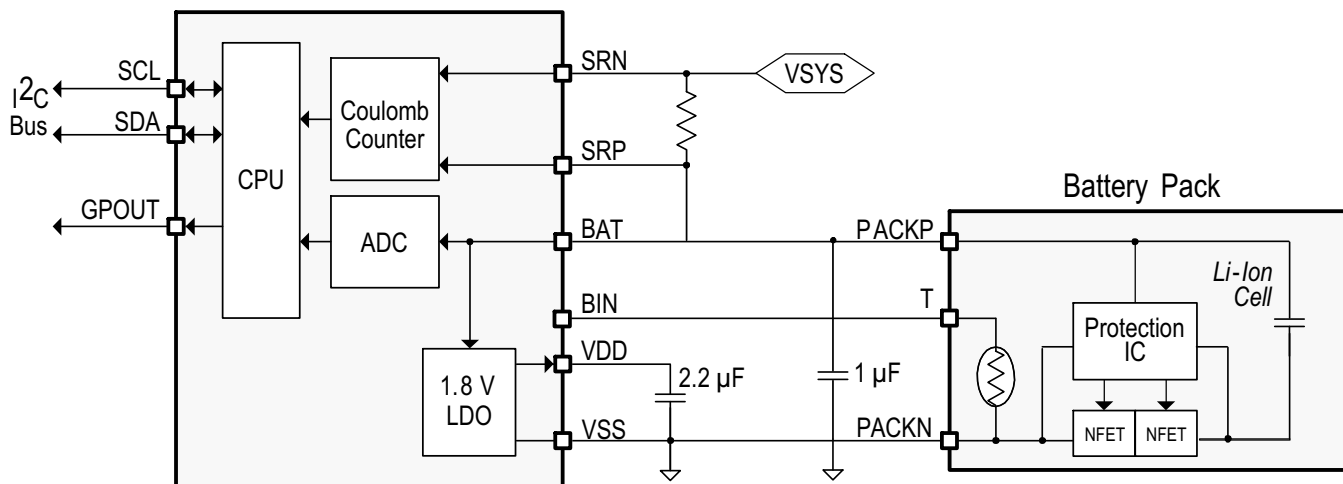 I2C
Bus
SCL
SDA
GPOUT
CPU
Coulomb
Counter
ADC
1.8 V
LDO
SRN
SRP
BAT
BIN
VDD
VSS
VSYS
2.2 µF
1 µF
Battery Pack
PACKP
T
PACKN
Li-Ion
Cell
Protection
IC
NFET
NFET